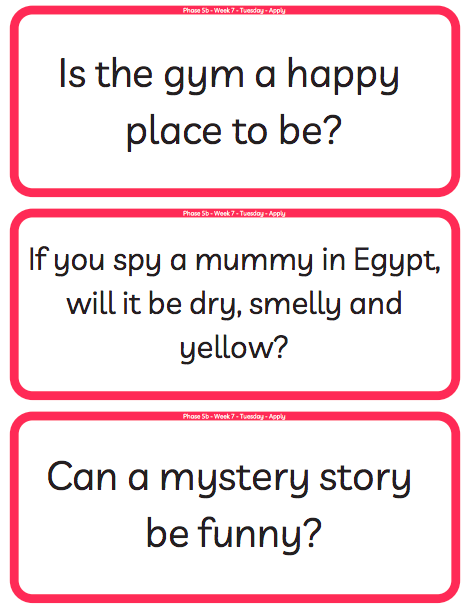 Phase 5b - Week 7 - Tuesday - Apply
Is the gym a happy
place to be?
Phase 5b - Week 7 - Tuesday - Apply
If you spy a mummy in Egypt,
will it be dry, smelly and
yellow?
Phase 5b - Week 7 - Tuesday - Apply
Can a mystery story
be funny?